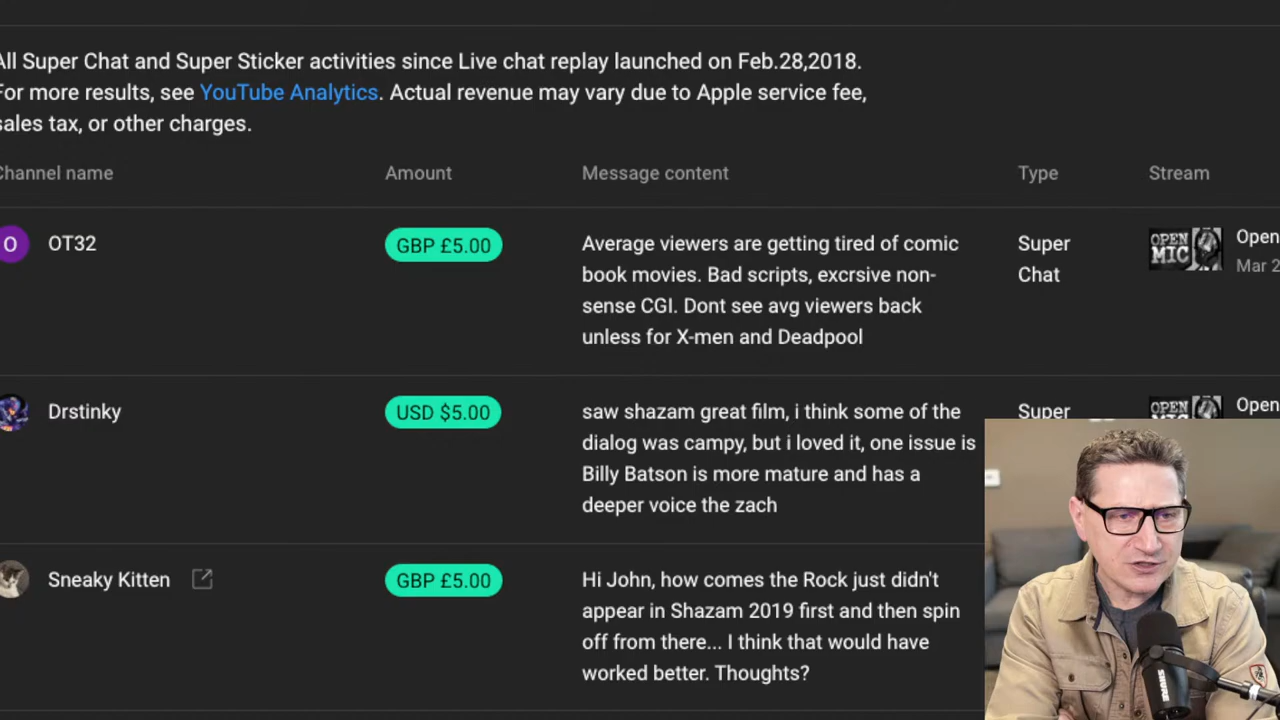 All Super Chat and Super Sticker activities since Live chat replay launched on Feb.28,2018.
For more results, see YouTube Analytics. Actual revenue may vary due to Apple service fee,
sales tax, or other charges.
Channel name Amount Message content Type Stream
O OT32 GBP £5.00 Average viewers are getting tired of comic Super OPEN MIC Open
book movies. Bad scripts, excrsive non- Chat Mar 2
sense CGI. Dont see avg viewers back
unless for X-men and Deadpool
Drstinky USD $5.00 saw shazam great film, i think some of the Super OPEN Open
dialog was campy, but i loved it, one issue is
Billy Batson is more mature and has a
deeper voice the zach
Sneaky Kitten GBP £5.00 Hi John, how comes the Rock just didn't
appear in Shazam 2019 first and then spin
off from there... I think that would have
worked better. Thoughts?
SHURE